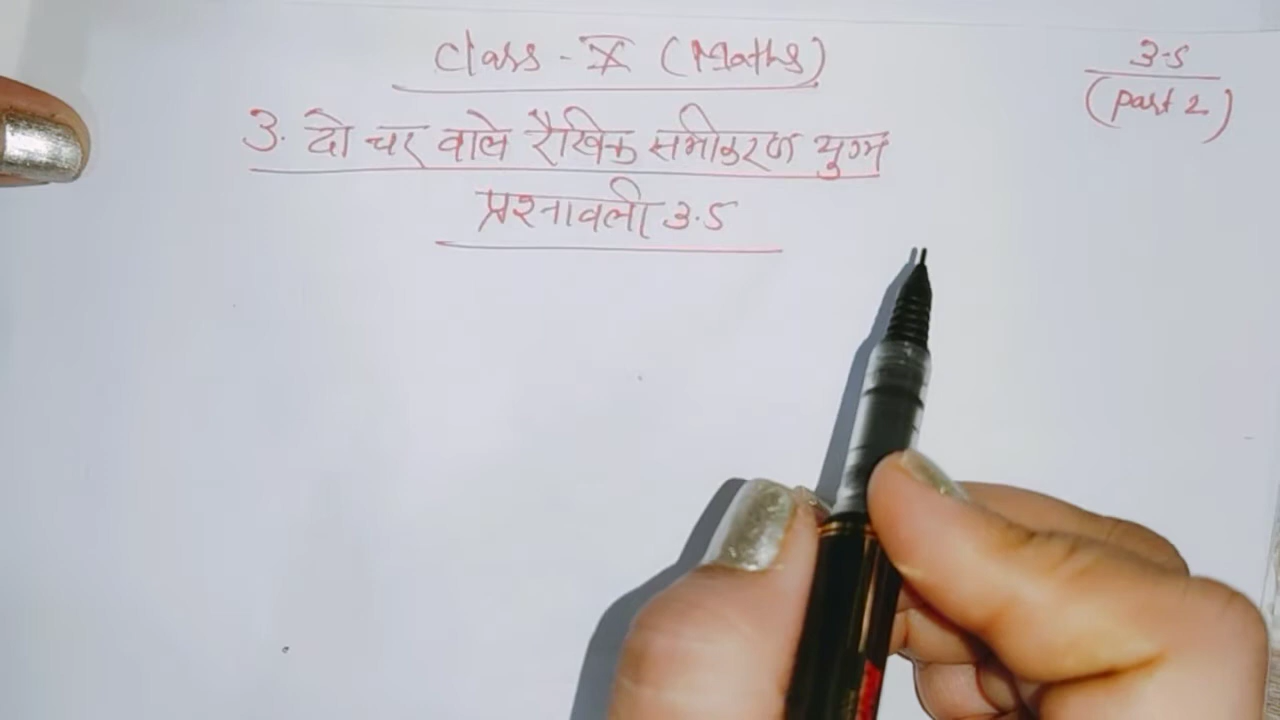 Class - X (Maths)
3.5
(Part 2)
3. दो चर वाले रैखिक समीकरण युग्म
प्रश्नावली 3.5